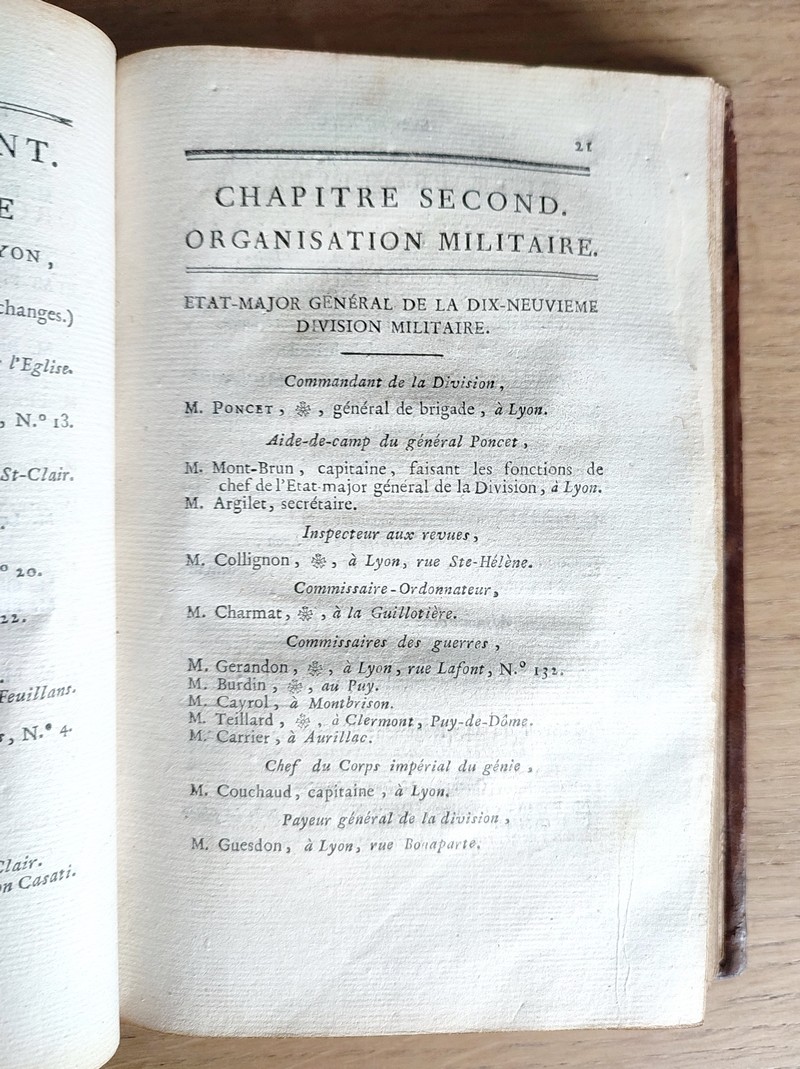 NT.
E
YON,
changes.)
l'Eglise.
, N.º 13.
St-Clair.
º 20.
22.
Feuillans.
, N.º 4.
Clair.
on Casati.
21
CHAPITRE SECOND.
ORGANISATION MILITAIRE.
ETAT-MAJOR GÉNÉRAL DE LA DIX-NEUVIEME
DIVISION MILITAIRE.
Commandant de la Division,
M. PONCET, ❉, général de brigade, à Lyon.
Aide-de-camp du général Poncet,
M. Mont-Brun, capitaine, faisant les fonctions de
chef de l'Etat-major général de la Division, à Lyon.
M. Argilet, secrétaire.
Inspecteur aux revues,
M. Collignon, ❉, à Lyon, rue Ste-Hélène.
Commissaire-Ordonnateur,
M. Charmat, ❉, à la Guillotière.
Commissaires des guerres,
M. Gerandon, ❉, à Lyon, rue Lafont, N.º 132.
M. Burdin, ❉, au Puy.
M. Cayrol, à Montbrison.
M. Teillard, ❉, à Clermont, Puy-de-Dôme.
M. Carrier, à Aurillac.
Chef du Corps impérial du génie,
M. Couchaud, capitaine, à Lyon.
Payeur général de la division,
M. Guesdon, à Lyon, rue Bonaparte.